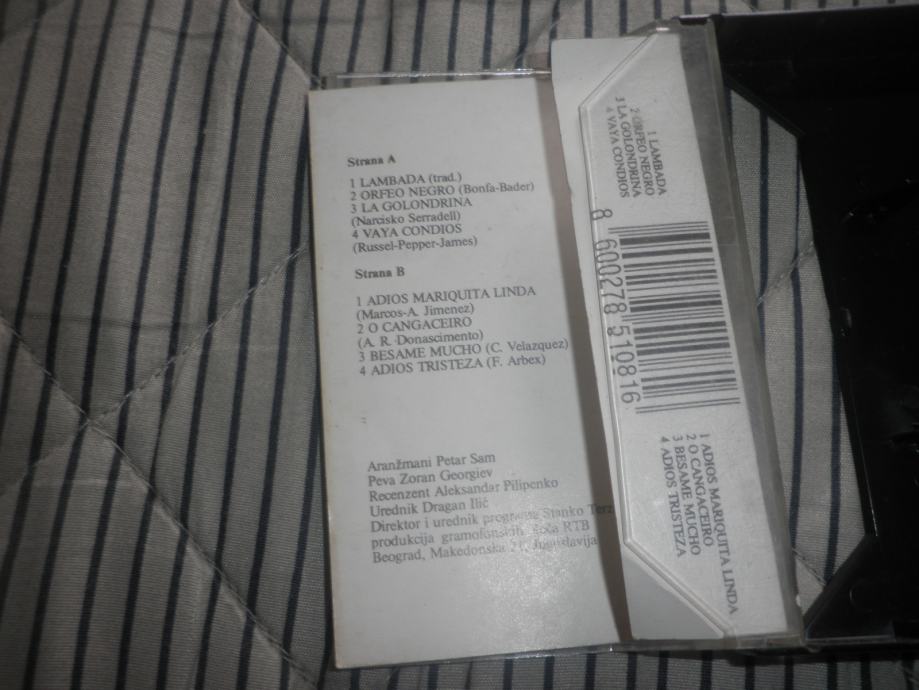 Strana A
1 LAMBADA (trad.)
2 ORFEO NEGRO (Bonfa-Bader)
3 LA GOLONDRINA
(Narcisko Serradell)
4 VAYA CONDIOS
(Russel-Pepper-James)
Strana B
1 ADIOS MARIQUITA LINDA
(Marcos-A. Jimenez)
2 O CANGACEIRO
(A. R. Donascimento)
3 BESAME MUCHO (C. Velazquez)
4 ADIOS TRISTEZA (F. Arbex)
Aranžmani Petar Sam
Peva Zoran Georgiev
Recenzent Aleksandar Pilipenko
Urednik Dragan Ilić
Direktor i urednik programa Stanko Terz
produkcija gramofonskih ploča RTB
Beograd, Makedonska Jugoslavija
1 LAMBADA
2 ORFEO NEGRO
3 LA GOLONDRINA
4 VAYA CONDIOS
8 600278 510816
1 ADIOS MARIQUITA LINDA
2 O CANGACEIRO
3 BESAME MUCHO
4 ADIOS TRISTEZA